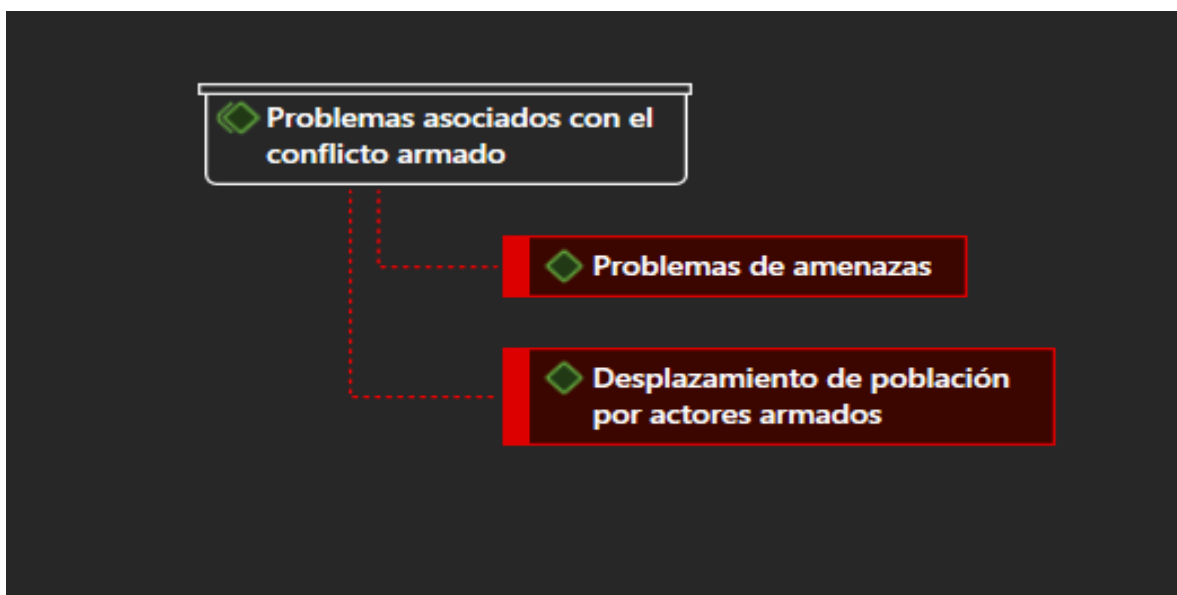 Problemas asociados con el
conflicto armado
Problemas de amenazas
Desplazamiento de población
por actores armados